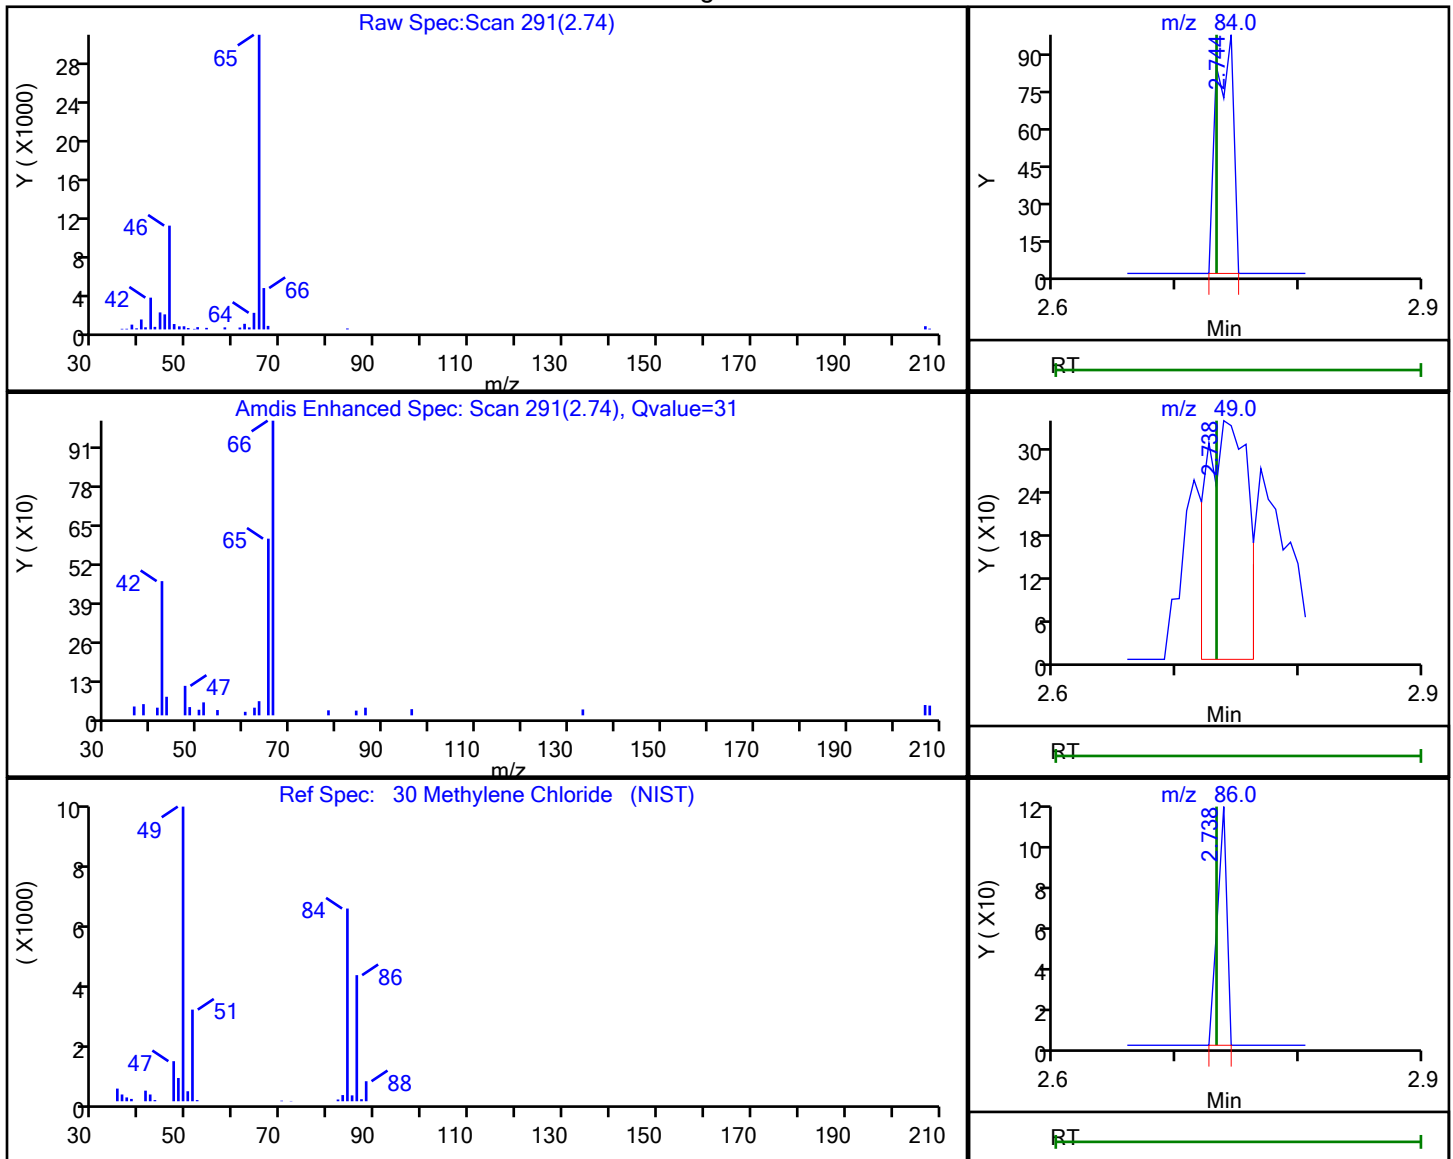 Raw Spec:Scan 291(2.74)
Y ( X1000)
28
24
20
16
12
8
4
0
65
46
42
64
66
30 50 70 90 110 130 150 170 190 210
m/z
m/z 84.0
Y
90
75
60
45
30
15
0
2.744
2.6 2.9
Min
RT
Amdis Enhanced Spec: Scan 291(2.74), Qvalue=31
Y ( X10)
91
78
65
52
39
26
13
0
66
65
42
47
30 50 70 90 110 130 150 170 190 210
m/z
m/z 49.0
Y ( X10)
30
24
18
12
6
0
2.738
2.6 2.9
Min
RT
Ref Spec: 30 Methylene Chloride (NIST)
( X1000)
10
8
6
4
2
0
49
84
86
51
47
88
30 50 70 90 110 130 150 170 190 210
m/z 86.0
Y ( X10)
12
10
8
6
4
2
0
2.738
2.6 2.9
Min
RT